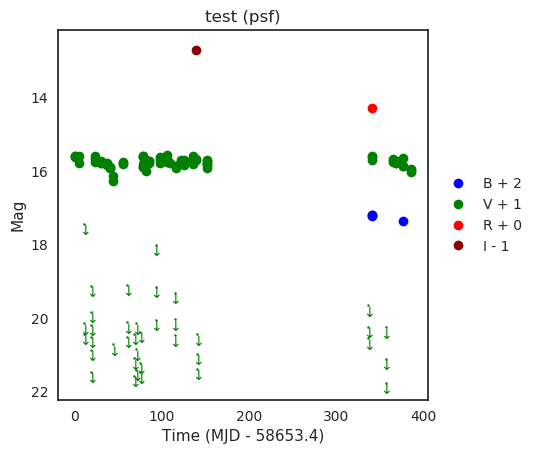 test (psf)
14
16
18
20
22
Mag
0
100
200
300
400
Time (MJD - 58653.4)
B + 2
V + 1
R + 0
I - 1